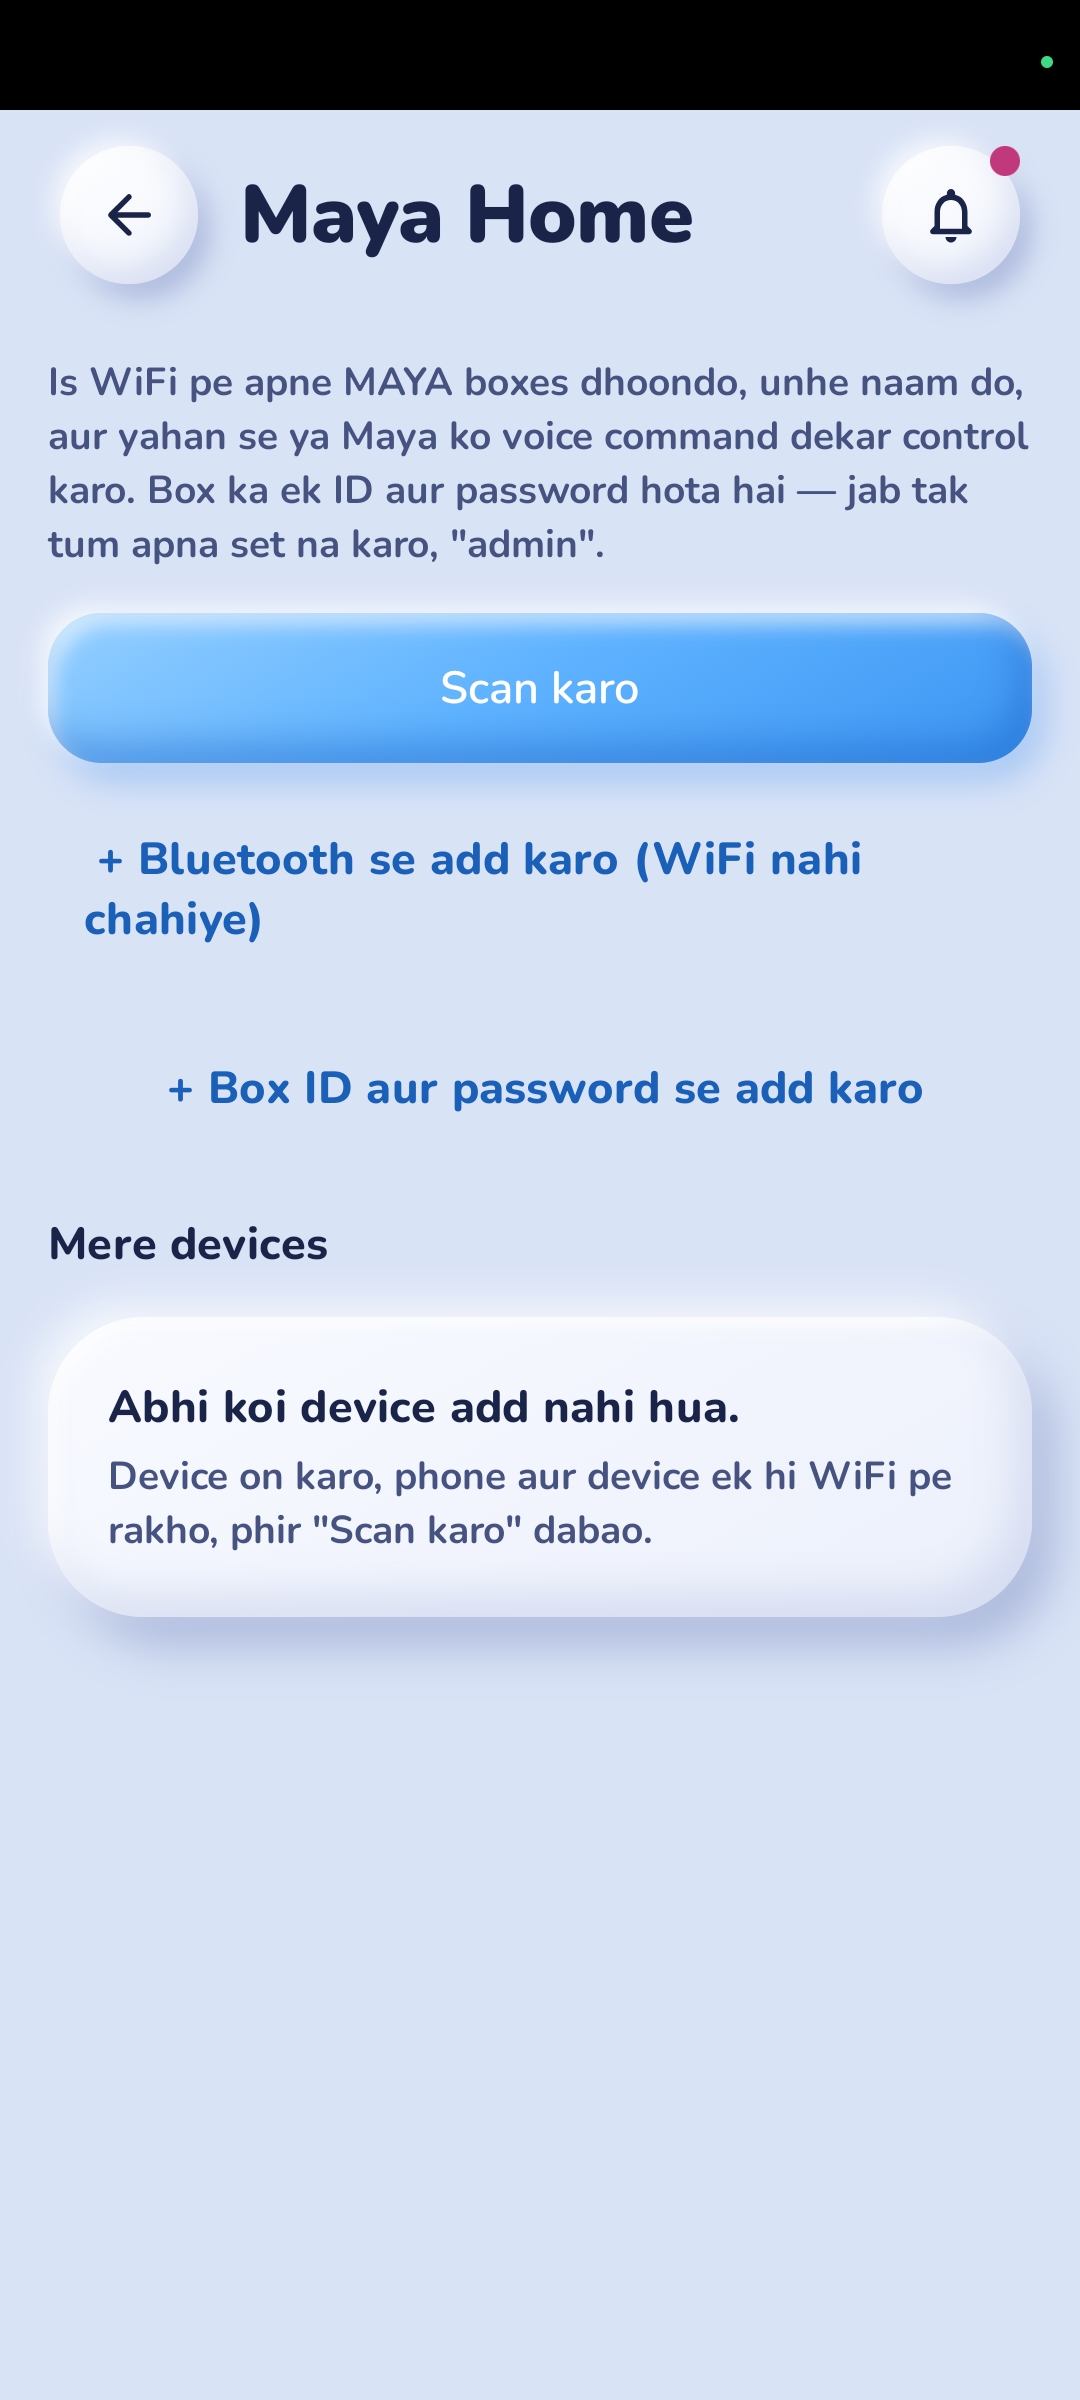 Maya Home
Is WiFi pe apne MAYA boxes dhoondo, unhe naam do,
aur yahan se ya Maya ko voice command dekar control
karo. Box ka ek ID aur password hota hai — jab tak
tum apna set na karo, "admin".
Scan karo
+ Bluetooth se add karo (WiFi nahi
chahiye)
+ Box ID aur password se add karo
Mere devices
Abhi koi device add nahi hua.
Device on karo, phone aur device ek hi WiFi pe
rakho, phir "Scan karo" dabao.